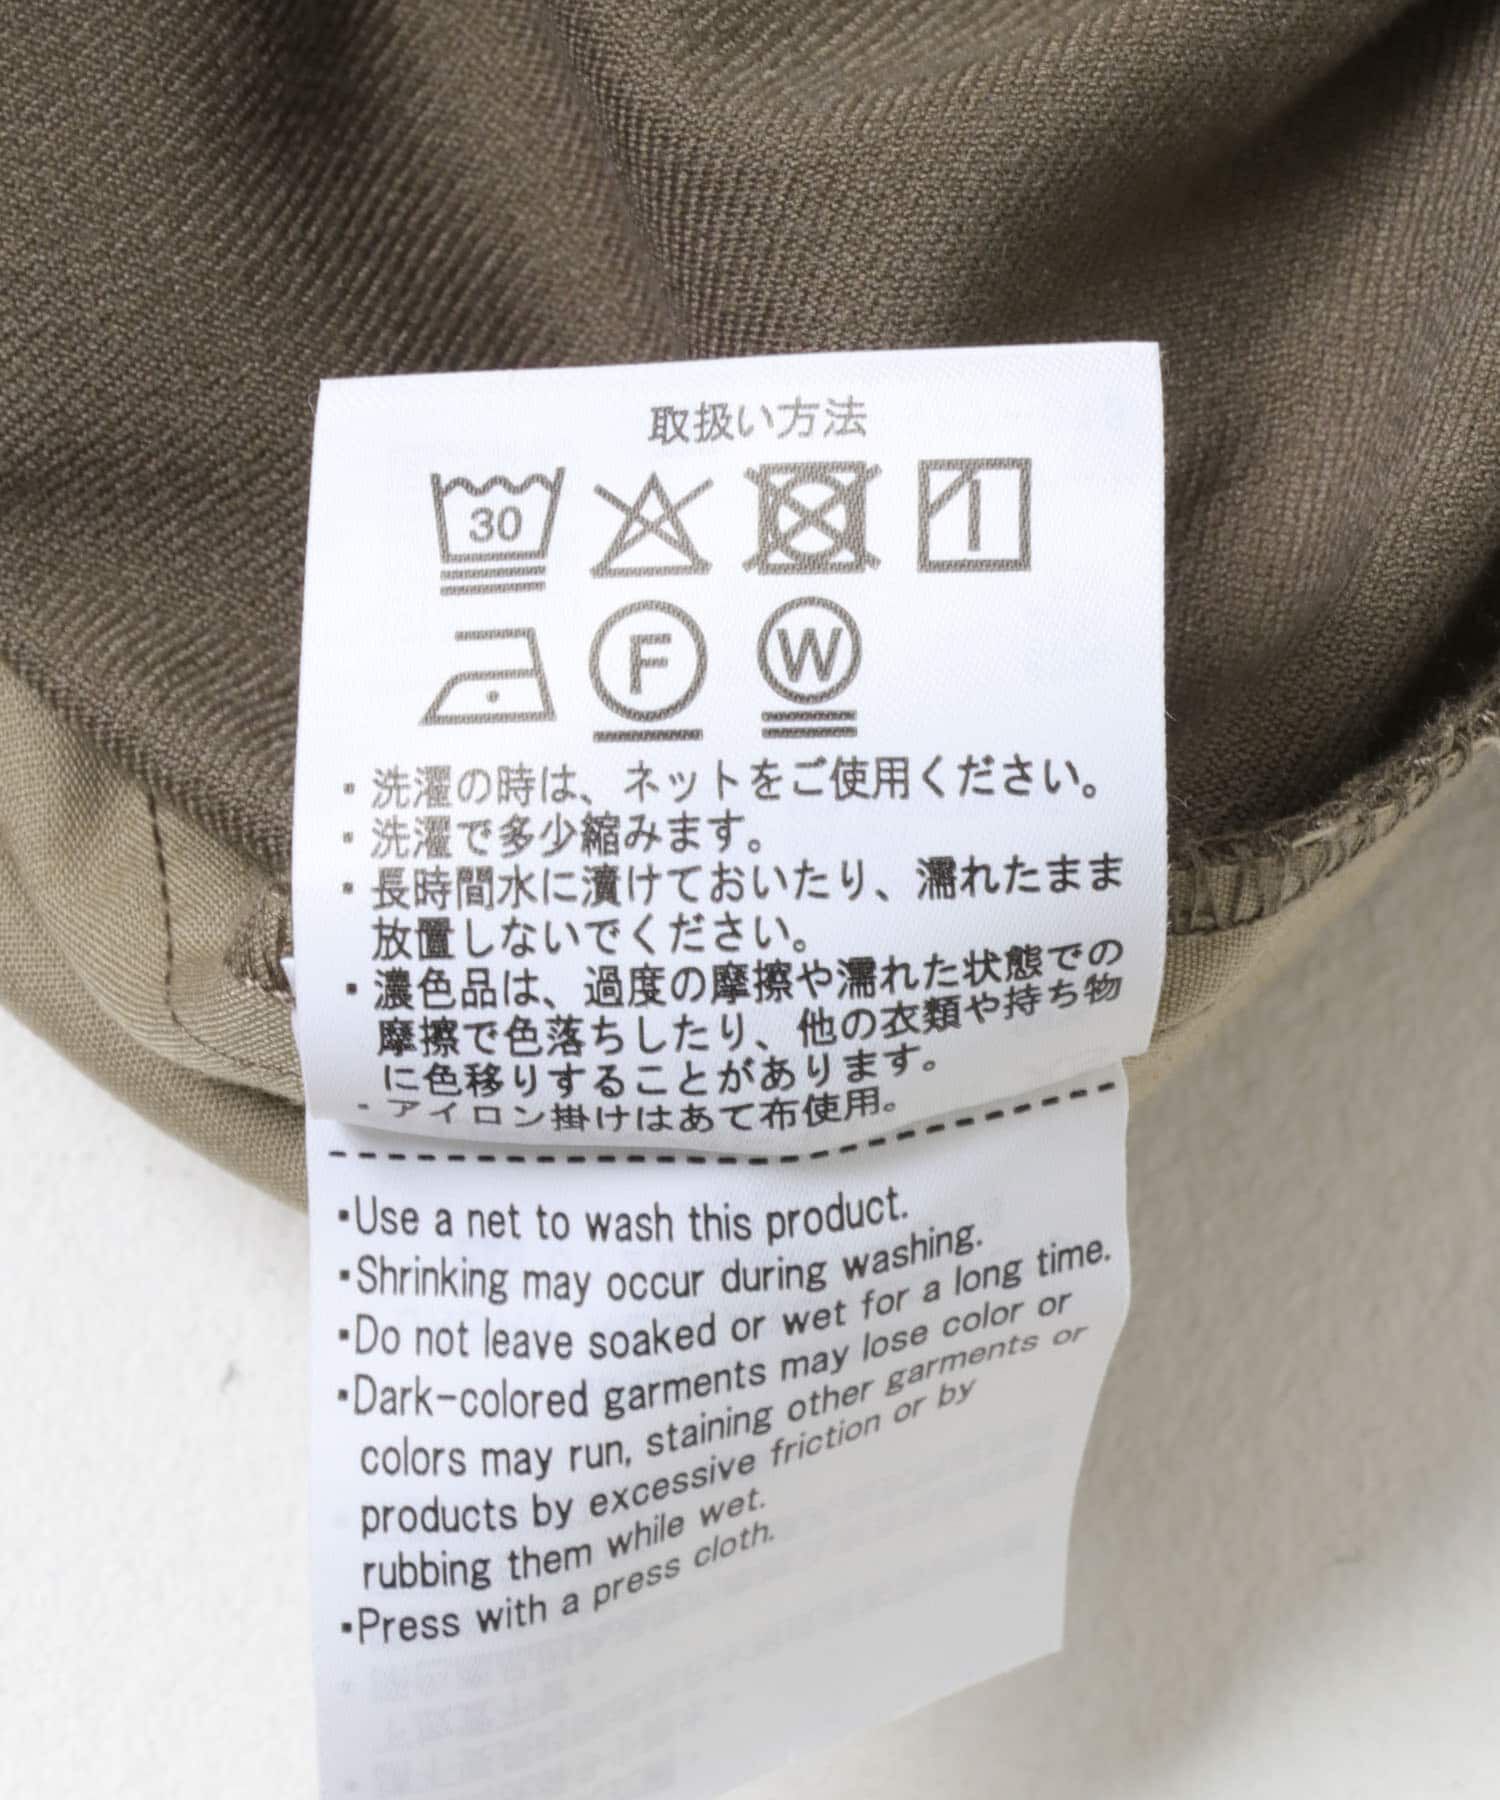 取扱い方法
30
F
W
・洗濯の時は、ネットをご使用ください。
・洗濯で多少縮みます。
・長時間水に漬けておいたり、濡れたまま
放置しないでください。
・濃色品は、過度の摩擦や濡れた状態での
摩擦で色落ちしたり、他の衣類や持ち物
に色移りすることがあります。
・アイロン掛けはあて布使用。
▪Use a net to wash this product.
▪Shrinking may occur during washing.
▪Do not leave soaked or wet for a long time.
▪Dark-colored garments may lose color or
colors may run, staining other garments or
products by excessive friction or by
rubbing them while wet.
▪Press with a press cloth.